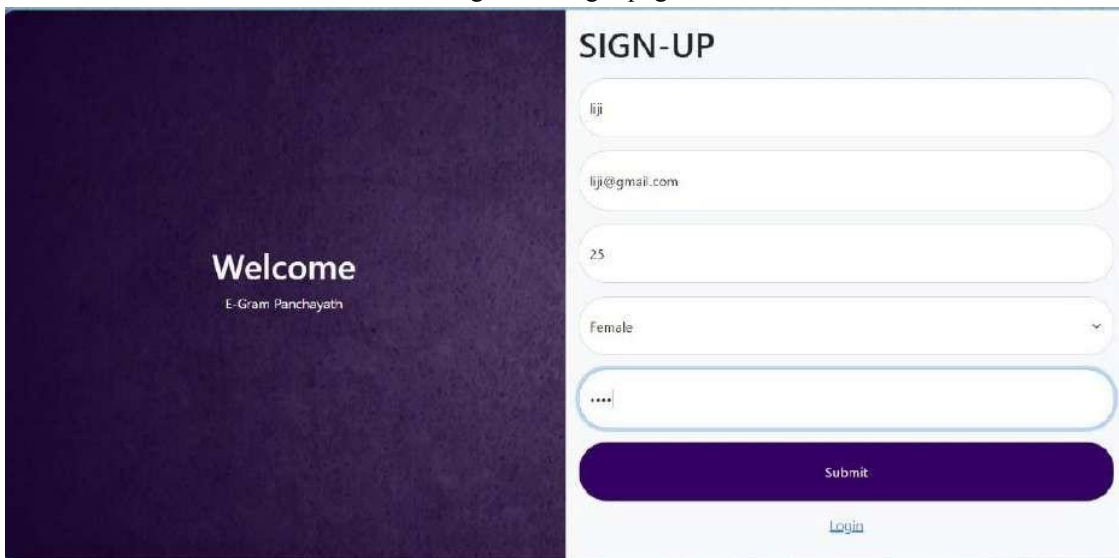 Welcome
E-Gram Panchayath
SIGN-UP
liji
liji@gmail.com
25
Female
••••
Submit
Login